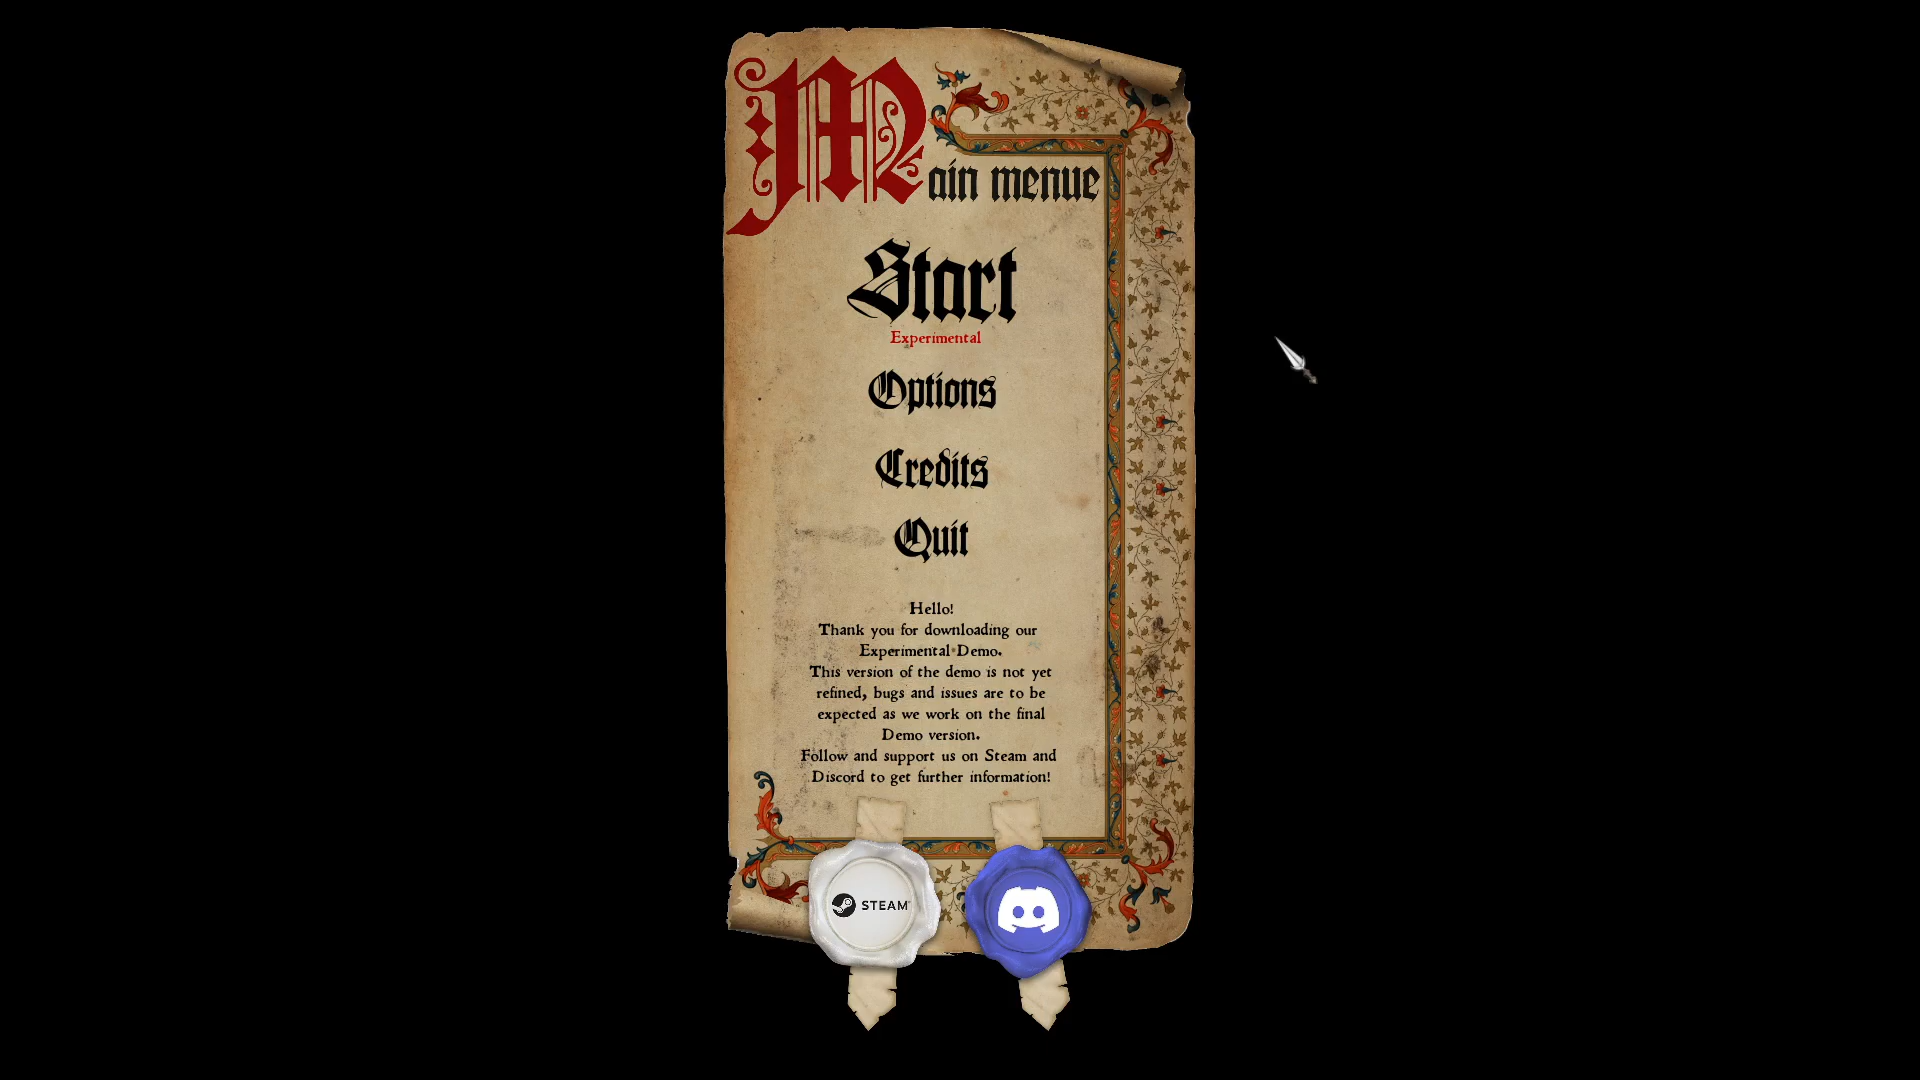 Main menue
Start
Experimental
Options
Credits
Quit
Hello!
Thank you for downloading our
Experimental Demo.
This version of the demo is not yet
refined, bugs and issues are to be
expected as we work on the final
Demo version.
Follow and support us on Steam and
Discord to get further information!
STEAM